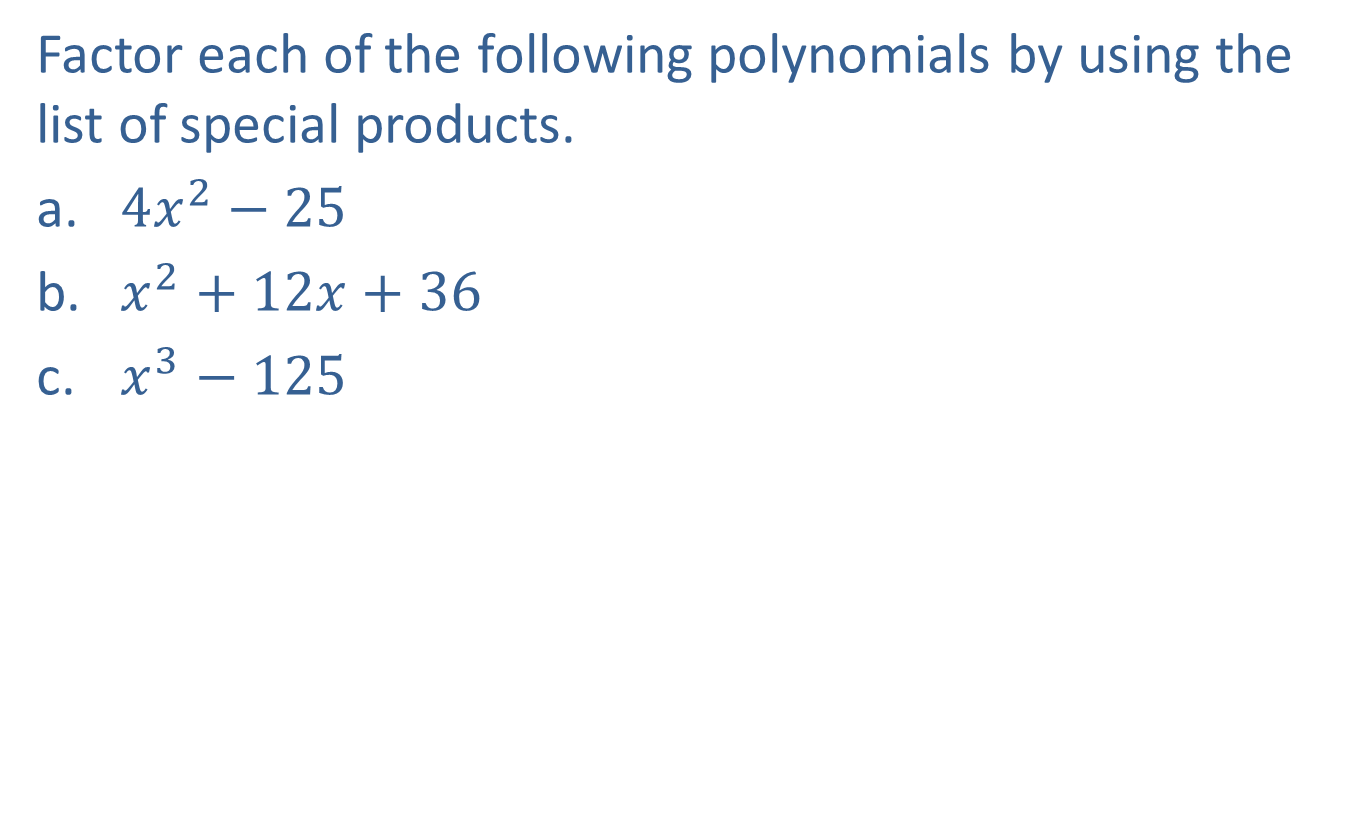 Factor each of the following polynomials by using the
list of special products.
a. 4x² − 25
b. x² + 12x + 36
c. x³ − 125